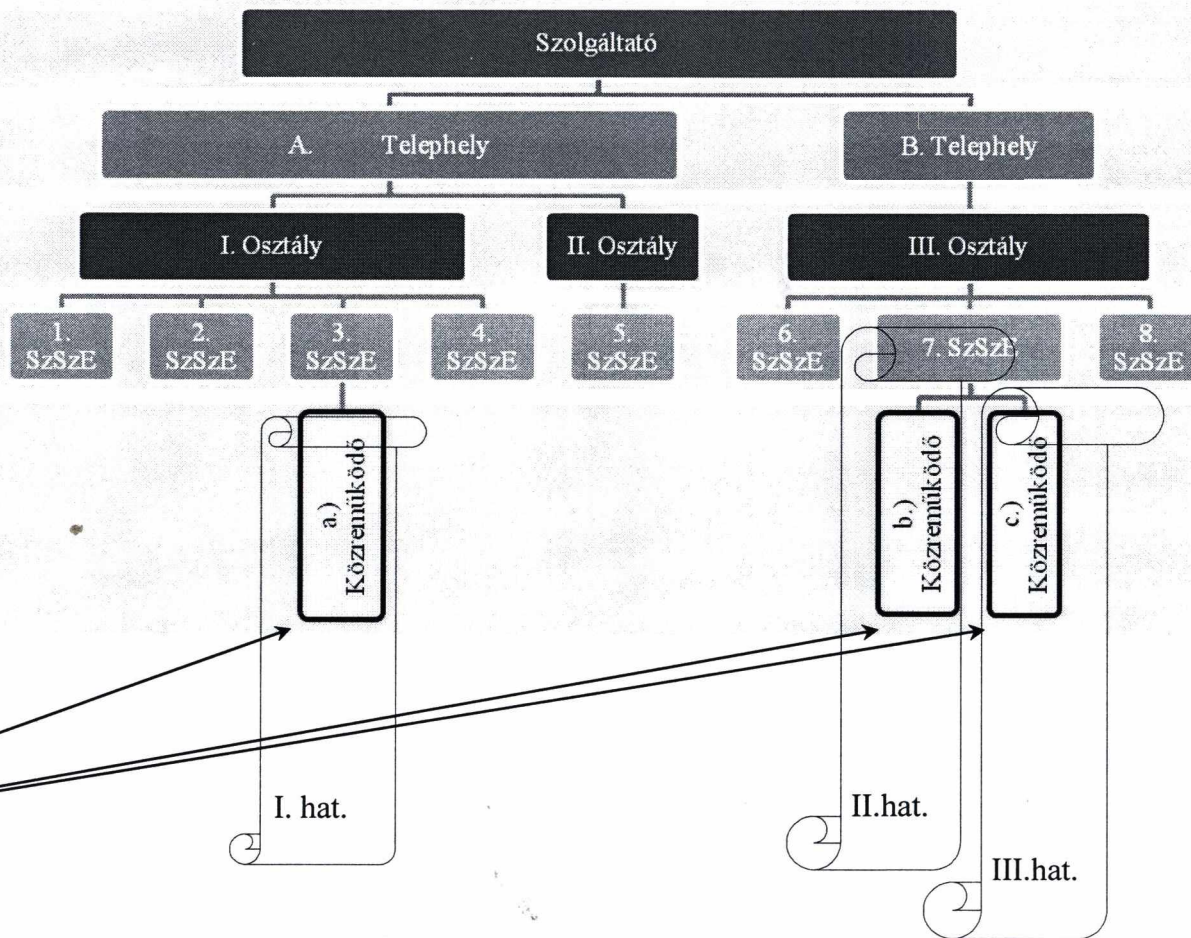 Szolgáltató
A. Telephely
B. Telephely
I. Osztály
II. Osztály
III. Osztály
1.
SzSzE
2.
SzSzE
3.
SzSzE
4.
SzSzE
5.
SzSzE
6.
SzSzE
7. SzSzE
8.
SzSzE
a.)
Közreműködő
b.)
Közreműködő
c.)
Közreműködő
I. hat.
II.hat.
III.hat.